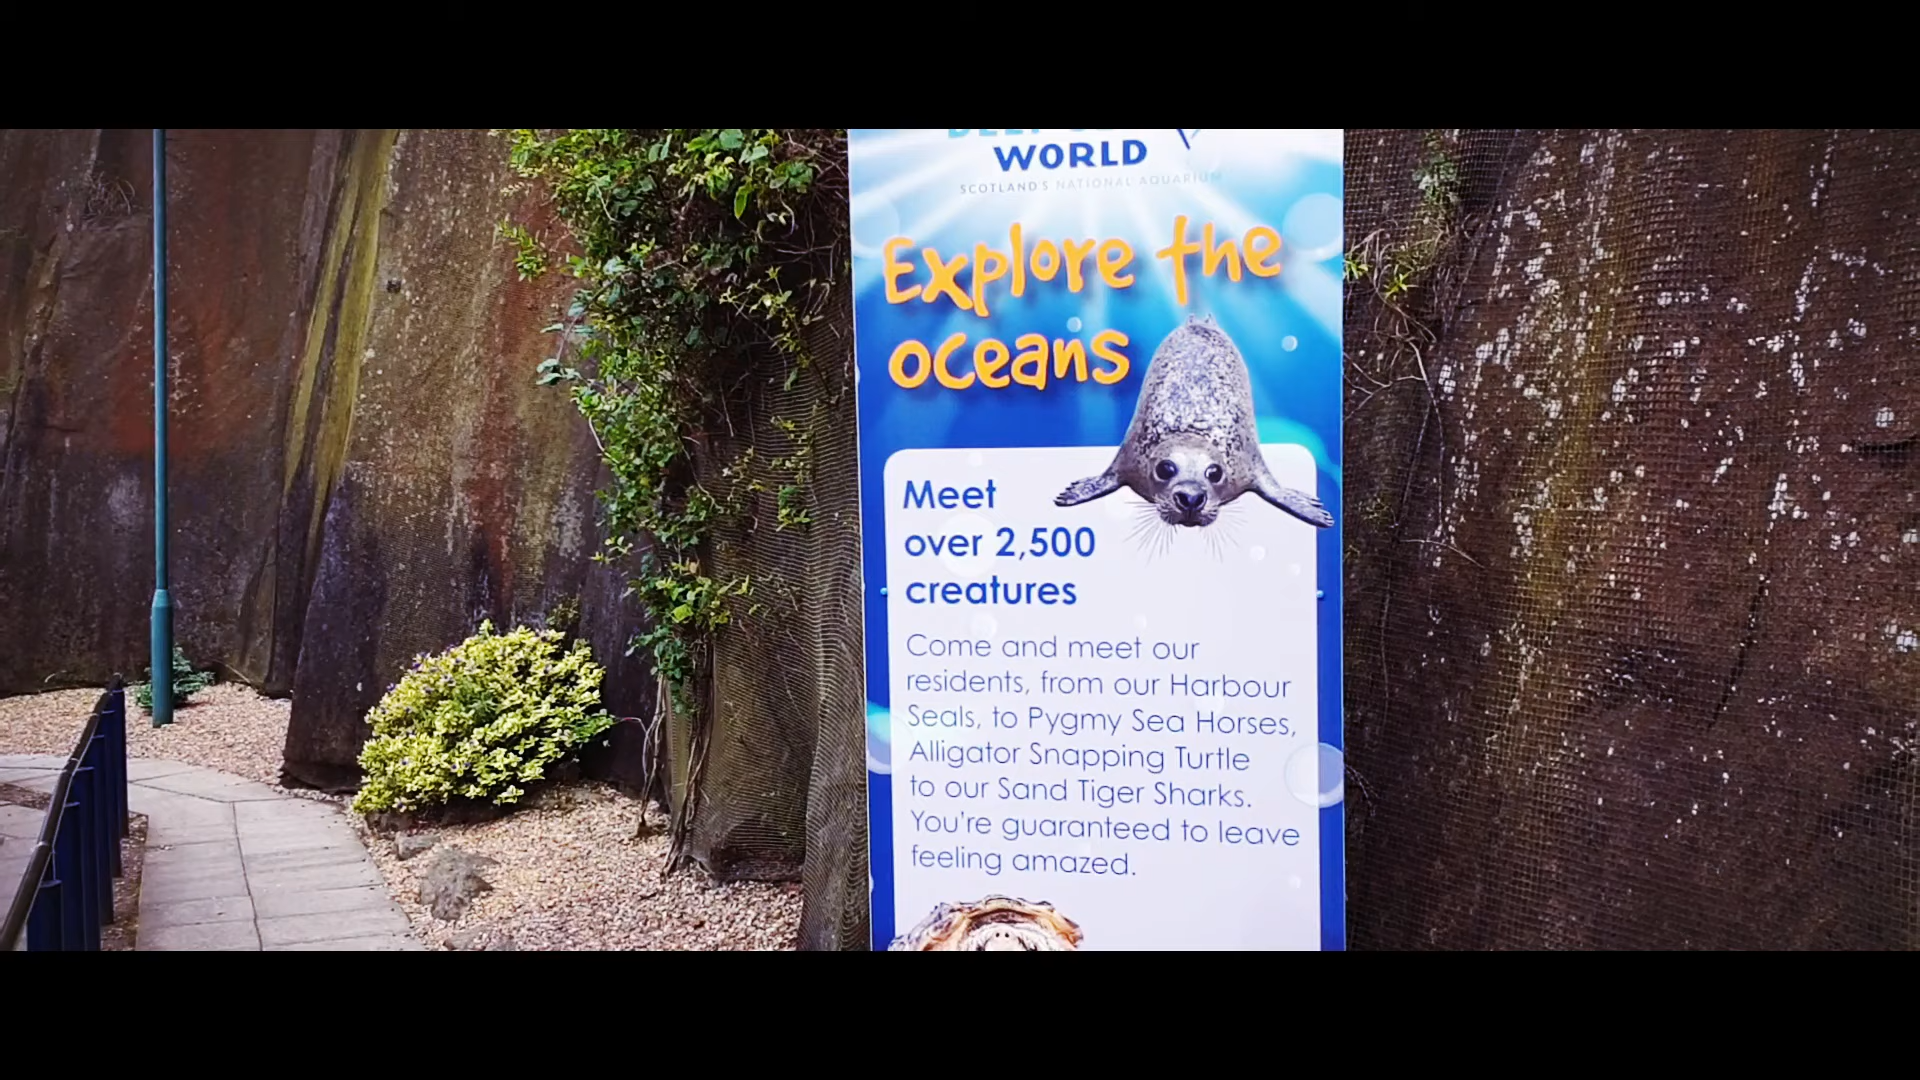 WORLD
SCOTLAND'S NATIONAL AQUARIUM
Explore the
oceans
Meet
over 2,500
creatures
Come and meet our
residents, from our Harbour
Seals, to Pygmy Sea Horses,
Alligator Snapping Turtle
to our Sand Tiger Sharks.
You're guaranteed to leave
feeling amazed.